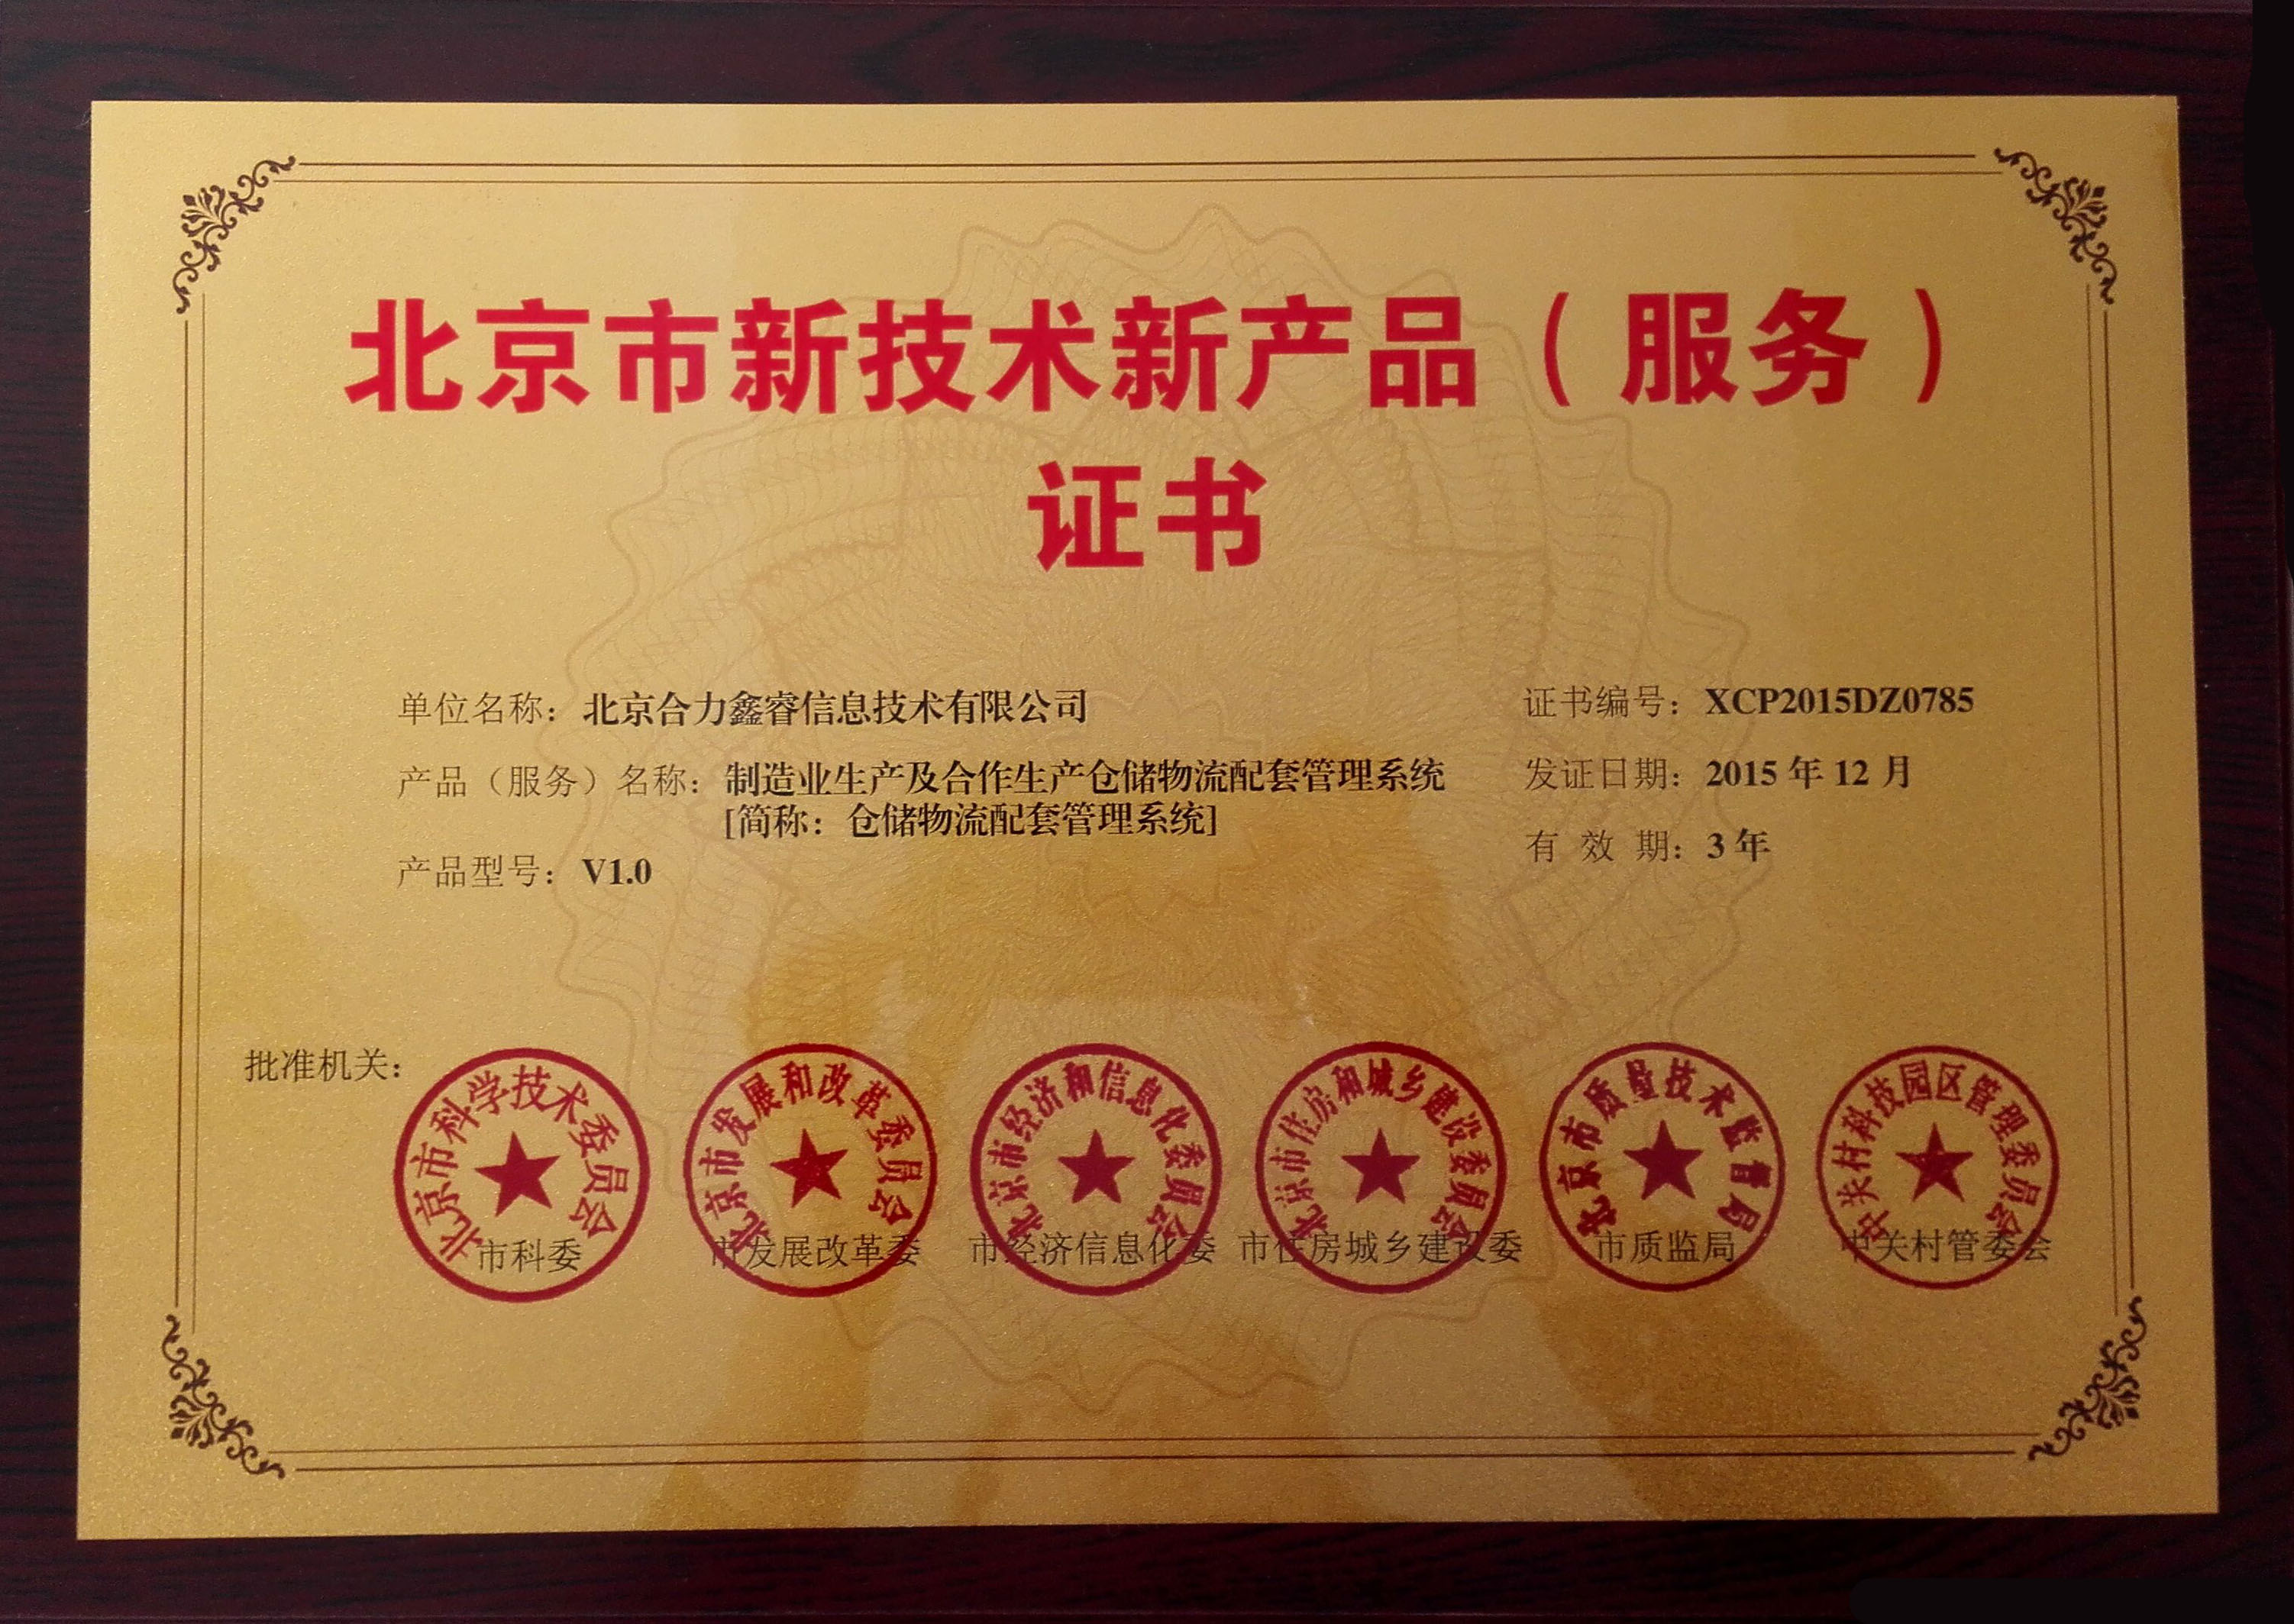 北京市新技术新产品（服务）
证书
单位名称：北京合力鑫睿信息技术有限公司
产品（服务）名称：制造业生产及合作生产仓储物流配套管理系统
[简称：仓储物流配套管理系统]
产品型号：V1.0
证书编号：XCP2015DZ0785
发证日期：2015 年 12 月
有 效 期：3 年
批准机关：
北京市科学技术委员会
市科委
北京市发展和改革委员会
市发展改革委
北京市经济和信息化委员会
市经济信息化委
北京市住房和城乡建设委员会
市住房城乡建设委
北京市质量技术监督局
市质监局
中关村科技园区管理委员会
中关村管委会